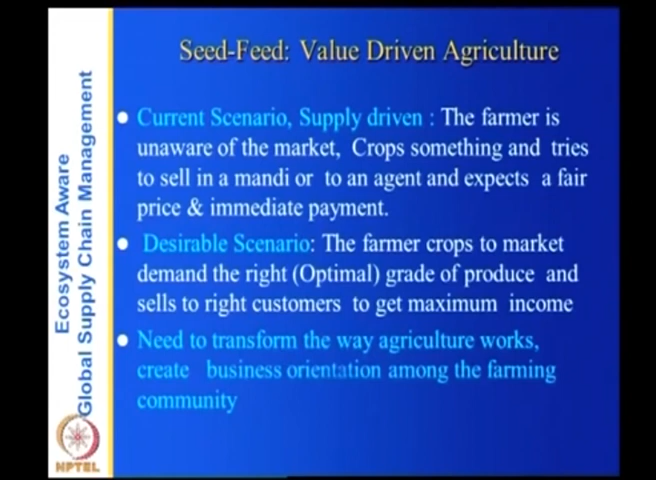 Seed-Feed: Value Driven Agriculture
Current Scenario, Supply driven : The farmer is
unaware of the market, Crops something and tries
to sell in a mandi or to an agent and expects a fair
price & immediate payment.
Desirable Scenario: The farmer crops to market
demand the right (Optimal) grade of produce and
sells to right customers to get maximum income
Need to transform the way agriculture works,
create business orientation among the farming
community
Ecosystem Aware
Global Supply Chain Management
NPTEL